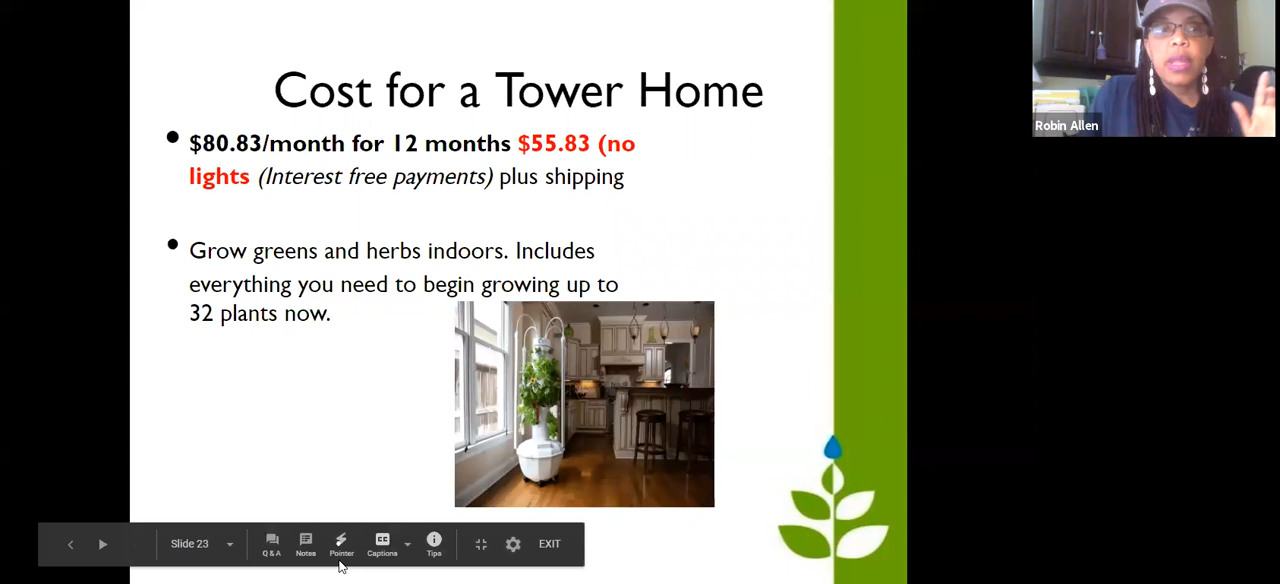 Cost for a Tower Home
• $80.83/month for 12 months $55.83 (no
lights (Interest free payments) plus shipping
• Grow greens and herbs indoors. Includes
everything you need to begin growing up to
32 plants now.
Robin Allen
Slide 23
Q & A
Notes
Pointer
Captions
Tips
EXIT